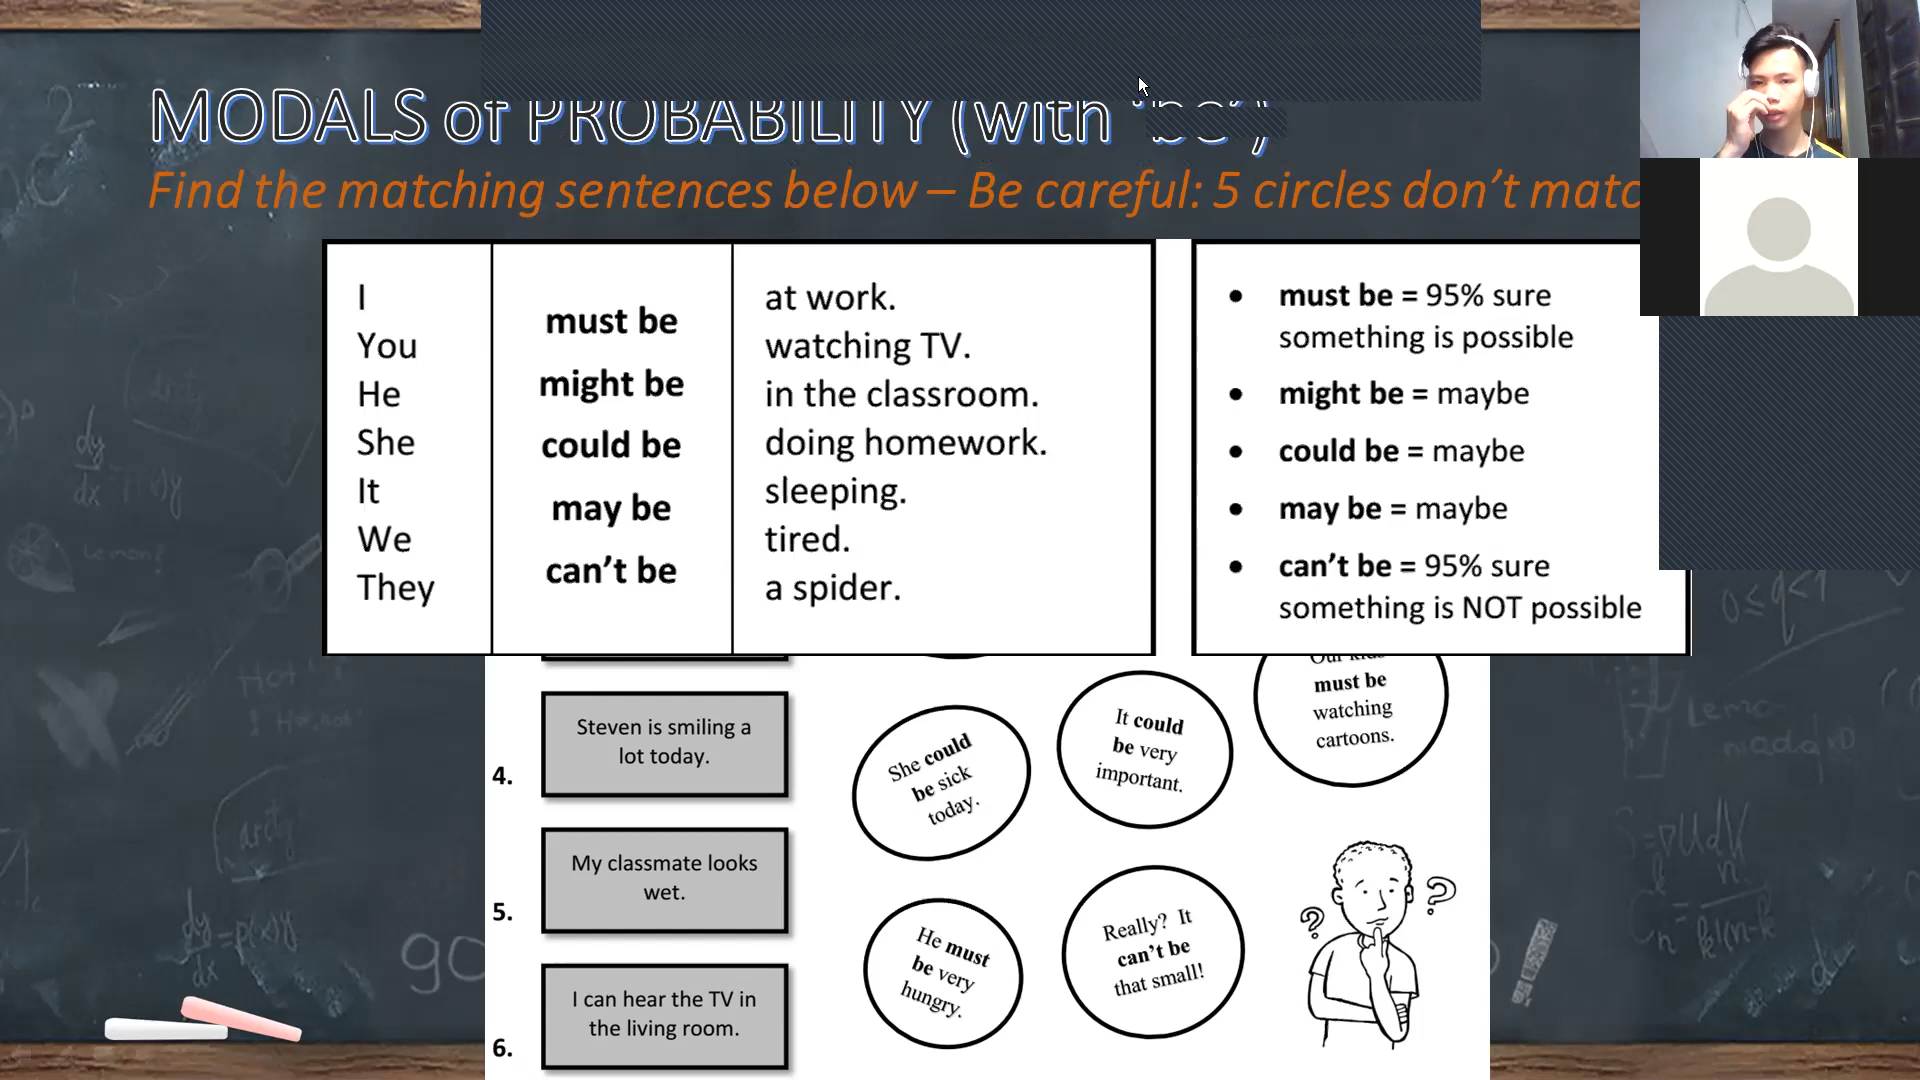 MODALS of PROBABILITY (with 'be')
Find the matching sentences below – Be careful: 5 circles don't matc
I
You
He
She
It
We
They
must be
might be
could be
may be
can't be
at work.
watching TV.
in the classroom.
doing homework.
sleeping.
tired.
a spider.
• must be = 95% sure
something is possible
• might be = maybe
• could be = maybe
• may be = maybe
• can't be = 95% sure
something is NOT possible
4.
Steven is smiling a
lot today.
5.
My classmate looks
wet.
6.
I can hear the TV in
the living room.
She could
be sick
today.
It could
be very
important.
must be
watching
cartoons.
He must
be very
hungry.
Really? It
can't be
that small!
? ?